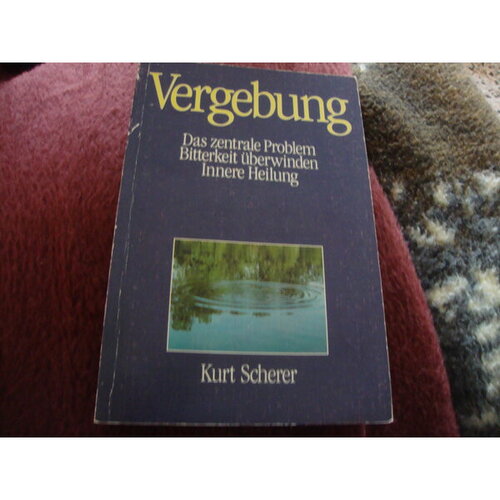 Vergebung
Das zentrale Problem
Bitterkeit überwinden
Innere Heilung
Kurt Scherer